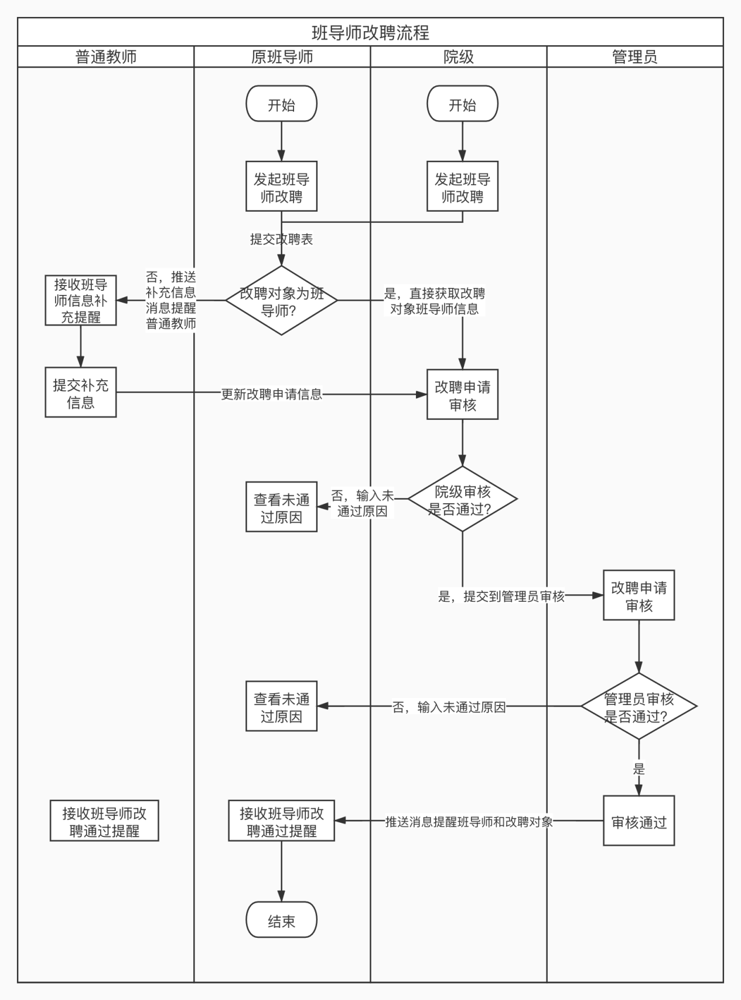 班导师改聘流程
普通教师
原班导师
院级
管理员
开始
开始
发起班导
师改聘
发起班导
师改聘
提交改聘表
接收班导
师信息补
充提醒
否，推送
补充信息
消息提醒
普通教师
改聘对象为班
导师?
是，直接获取改聘
对象班导师信息
提交补充
信息
更新改聘申请信息
改聘申请
审核
查看未通
过原因
否，输入未
通过原因
院级审核
是否通过?
是，提交到管理员审核
改聘申请
审核
查看未通
过原因
否，输入未通过原因
管理员审核
是否通过?
是
接收班导师改
聘通过提醒
接收班导师改
聘通过提醒
推送消息提醒班导师和改聘对象
审核通过
结束